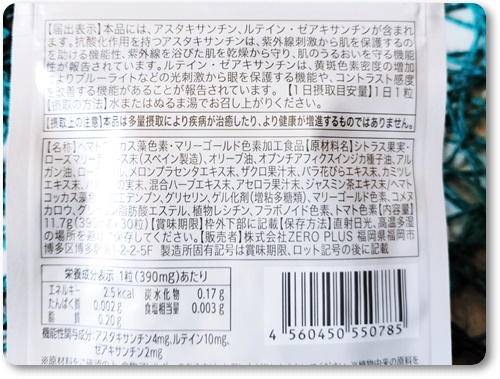 【届出表示】本品には、アスタキサンチン、ルテイン・ゼアキサンチンが含まれま
す。抗酸化作用を持つアスタキサンチンは、紫外線刺激から肌を保護するの
を助ける機能性、紫外線を浴びた肌を乾燥から守り、肌のうるおいを守る機
能性が報告されています。ルテイン・ゼアキサンチンは、黄斑色素密度の増加
によりブルーライトなどの光刺激から眼を保護する機能や、コントラスト感度
を改善する機能があることが報告されています。【1日摂取目安量】1日1粒
【摂取の方法】水またはぬるま湯でお召し上がりください。
【摂取上の注意】本品は多量摂取により疾病が治癒したり、より健康が増進するものではありません。
【名称】ヘマトコッカス藻色素・マリーゴールド色素加工食品【原材料名】シトラス果実・
ローズマリー エキス末(スペイン製造)、オリーブ油、オプンチアフィクスインジカ種子油、アル
ガン油、ロー ゼル、メロンプラセンタエキス末、ザクロ果汁末、バラ花びらエキス末、カミツレ
エキス末、 の実末、混合ハーブエキス末、アセロラ果汁末、ジャスミン茶エキス末/ヘマト
コッカス藻色 エデンプン、グリセリン、ゲル化剤(増粘多糖類)、マリーゴールド色素、コメヌ
カロウ、グ 脂肪酸エステル、植物レシチン、フラボノイド色素、トマト色素【内容量】
11.7g(390 30粒)【賞味期限】枠外下部に記載【保存方法】直射日光、高温多湿
の場所を避 保存してください。【販売者】株式会社ZERO PLUS 福岡県福岡市
博多区博多駅 1-2-2-5F 製造所固有記号は賞味期限、ロット記号の後に記載
栄養成分表示 1粒(390mg)あたり
エネルギー 2.5kcal 炭水化物 0.17g
たんぱく質 0.002g 食塩相当量 0.003g
脂質 0.20g
機能性関与成分:アスタキサンチン4mg、ルテイン10mg、
ゼアキサンチン2mg
4 560450 550785